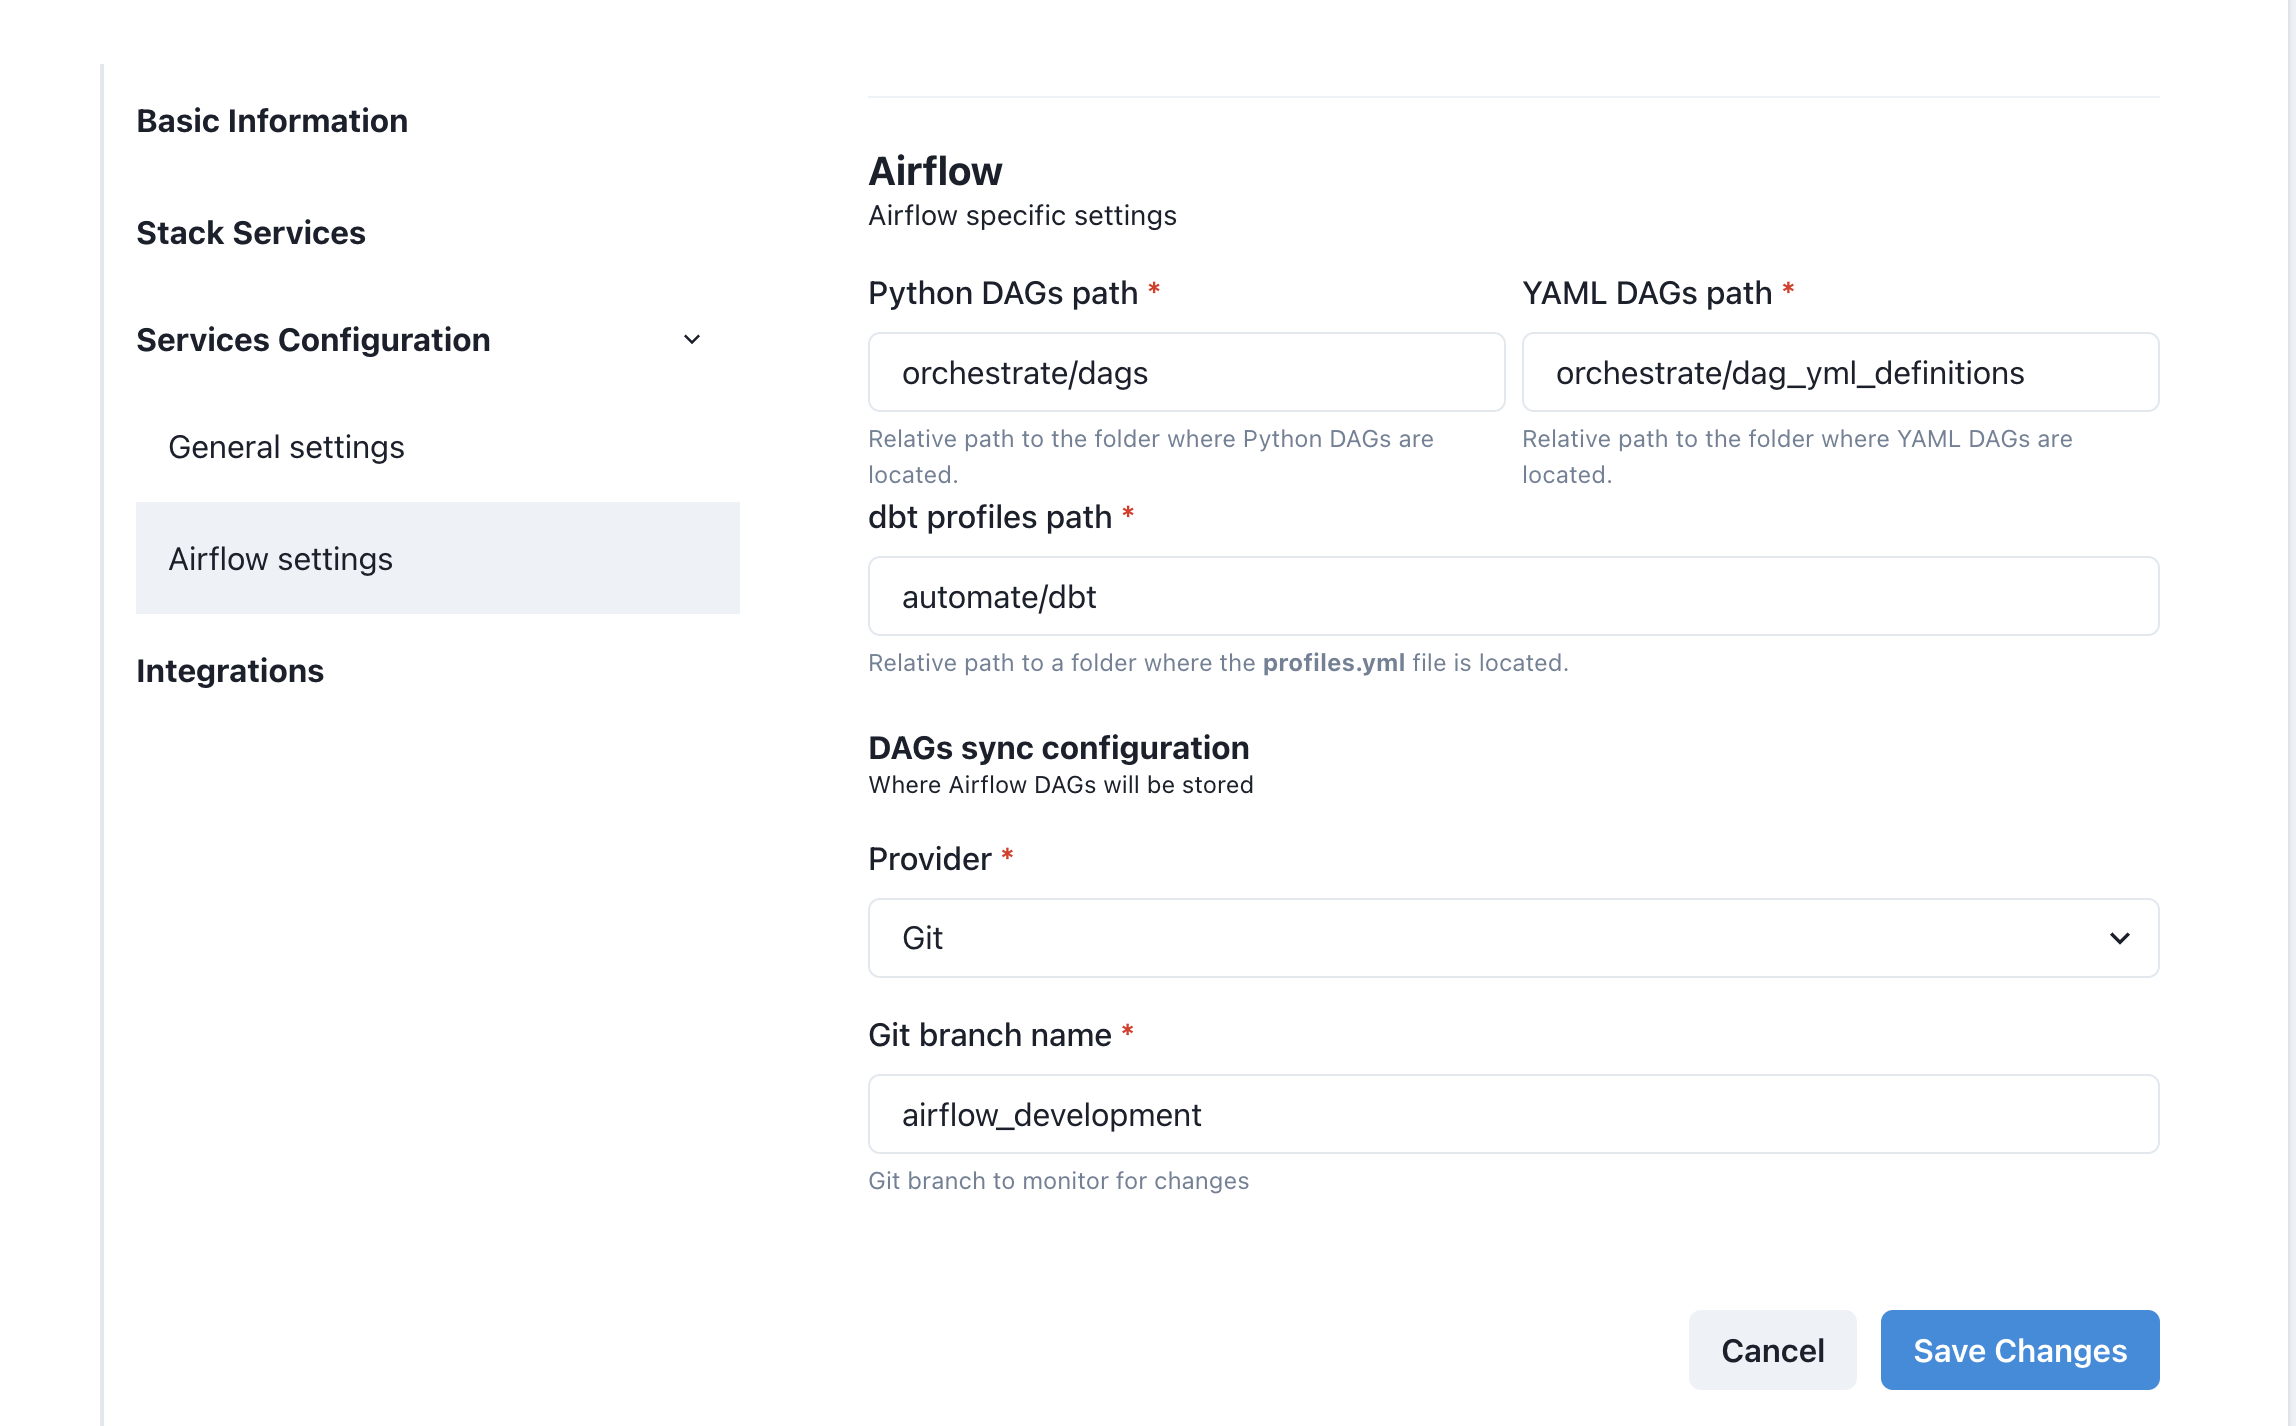 Basic Information
Stack Services
Services Configuration
General settings
Airflow settings
Integrations
Airflow
Airflow specific settings
Python DAGs path *
orchestrate/dags
Relative path to the folder where Python DAGs are
located.
YAML DAGs path *
orchestrate/dag_yml_definitions
Relative path to the folder where YAML DAGs are
located.
dbt profiles path *
automate/dbt
Relative path to a folder where the profiles.yml file is located.
DAGs sync configuration
Where Airflow DAGs will be stored
Provider *
Git
Git branch name *
airflow_development
Git branch to monitor for changes
Cancel
Save Changes